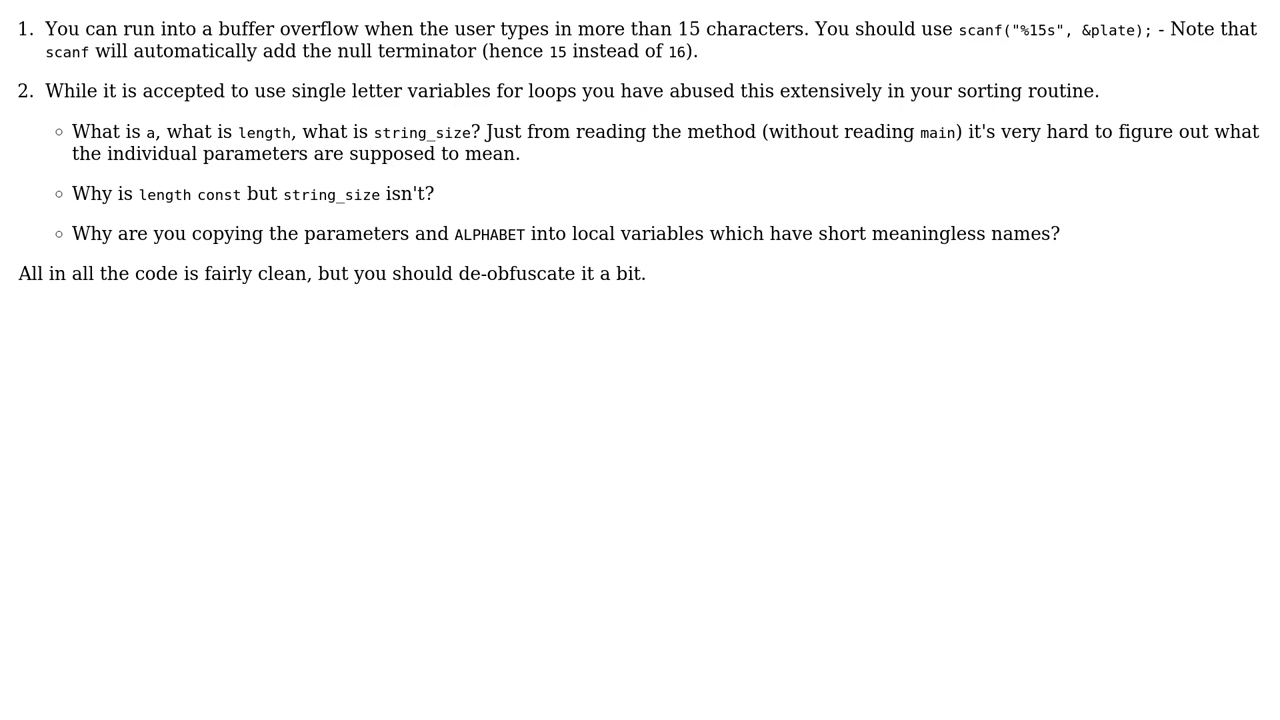 1. You can run into a buffer overflow when the user types in more than 15 characters. You should use scanf("%15s", &plate); - Note that
scanf will automatically add the null terminator (hence 15 instead of 16).
2. While it is accepted to use single letter variables for loops you have abused this extensively in your sorting routine.
◦ What is a, what is length, what is string_size? Just from reading the method (without reading main) it's very hard to figure out what
the individual parameters are supposed to mean.
◦ Why is length const but string_size isn't?
◦ Why are you copying the parameters and ALPHABET into local variables which have short meaningless names?
All in all the code is fairly clean, but you should de-obfuscate it a bit.